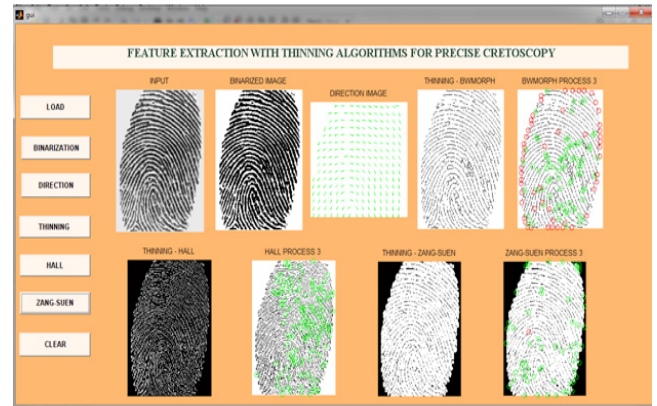 gui
FEATURE EXTRACTION WITH THINNING ALGORITHMS FOR PRECISE CRETOSCOPY
INPUT
BINARIZED IMAGE
DIRECTION IMAGE
THINNING - BWMORPH
BWMORPH PROCESS 3
LOAD
BINARIZATION
DIRECTION
THINNING
HALL
ZANG-SUEN
CLEAR
THINNING - HALL
HALL PROCESS 3
THINNING - ZANG-SUEN
ZANG-SUEN PROCESS 3